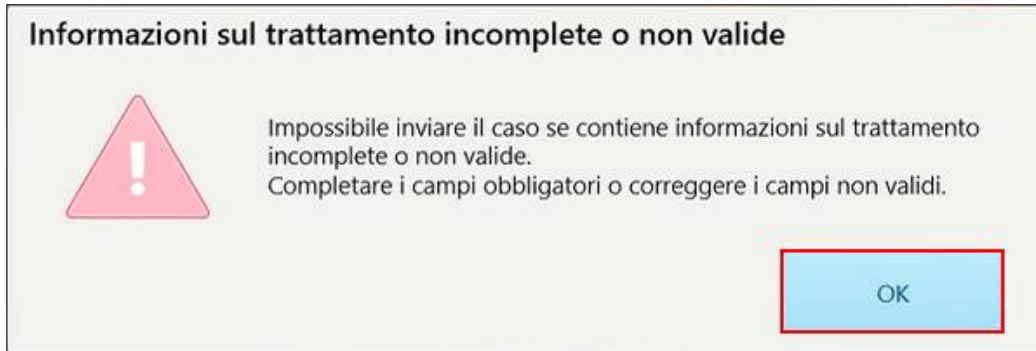 Informazioni sul trattamento incomplete o non valide
Impossibile inviare il caso se contiene informazioni sul trattamento
incomplete o non valide.
Completare i campi obbligatori o correggere i campi non validi.
OK